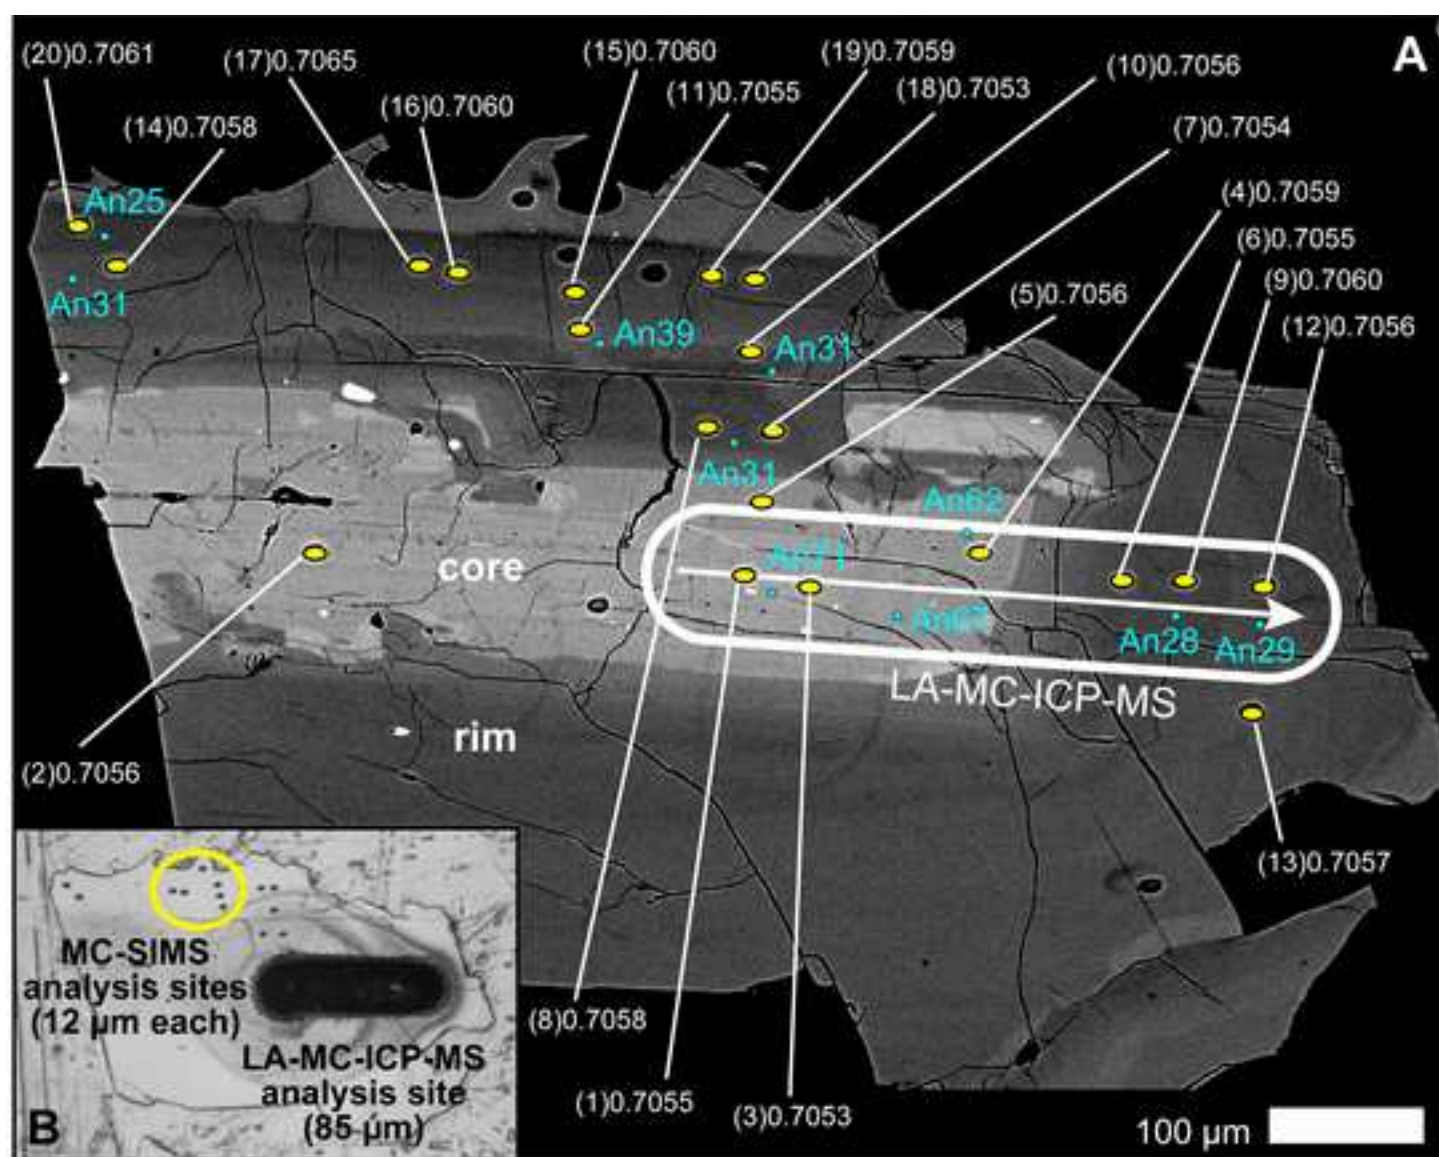 A
(20)0.7061
(17)0.7065
(15)0.7060
(19)0.7059
(10)0.7056
(14)0.7058
(16)0.7060
(11)0.7055
(18)0.7053
(7)0.7054
(4)0.7059
(6)0.7055
(9)0.7060
(12)0.7056
(5)0.7056
An25
An31
An39
An31
An31
An62
An71
core
An28
An29
LA-MC-ICP-MS
rim
(2)0.7056
(13)0.7057
(8)0.7058
(1)0.7055
(3)0.7053
100 µm
MC-SIMS
analysis sites
(12 µm each)
LA-MC-ICP-MS
analysis site
(85 µm)
B